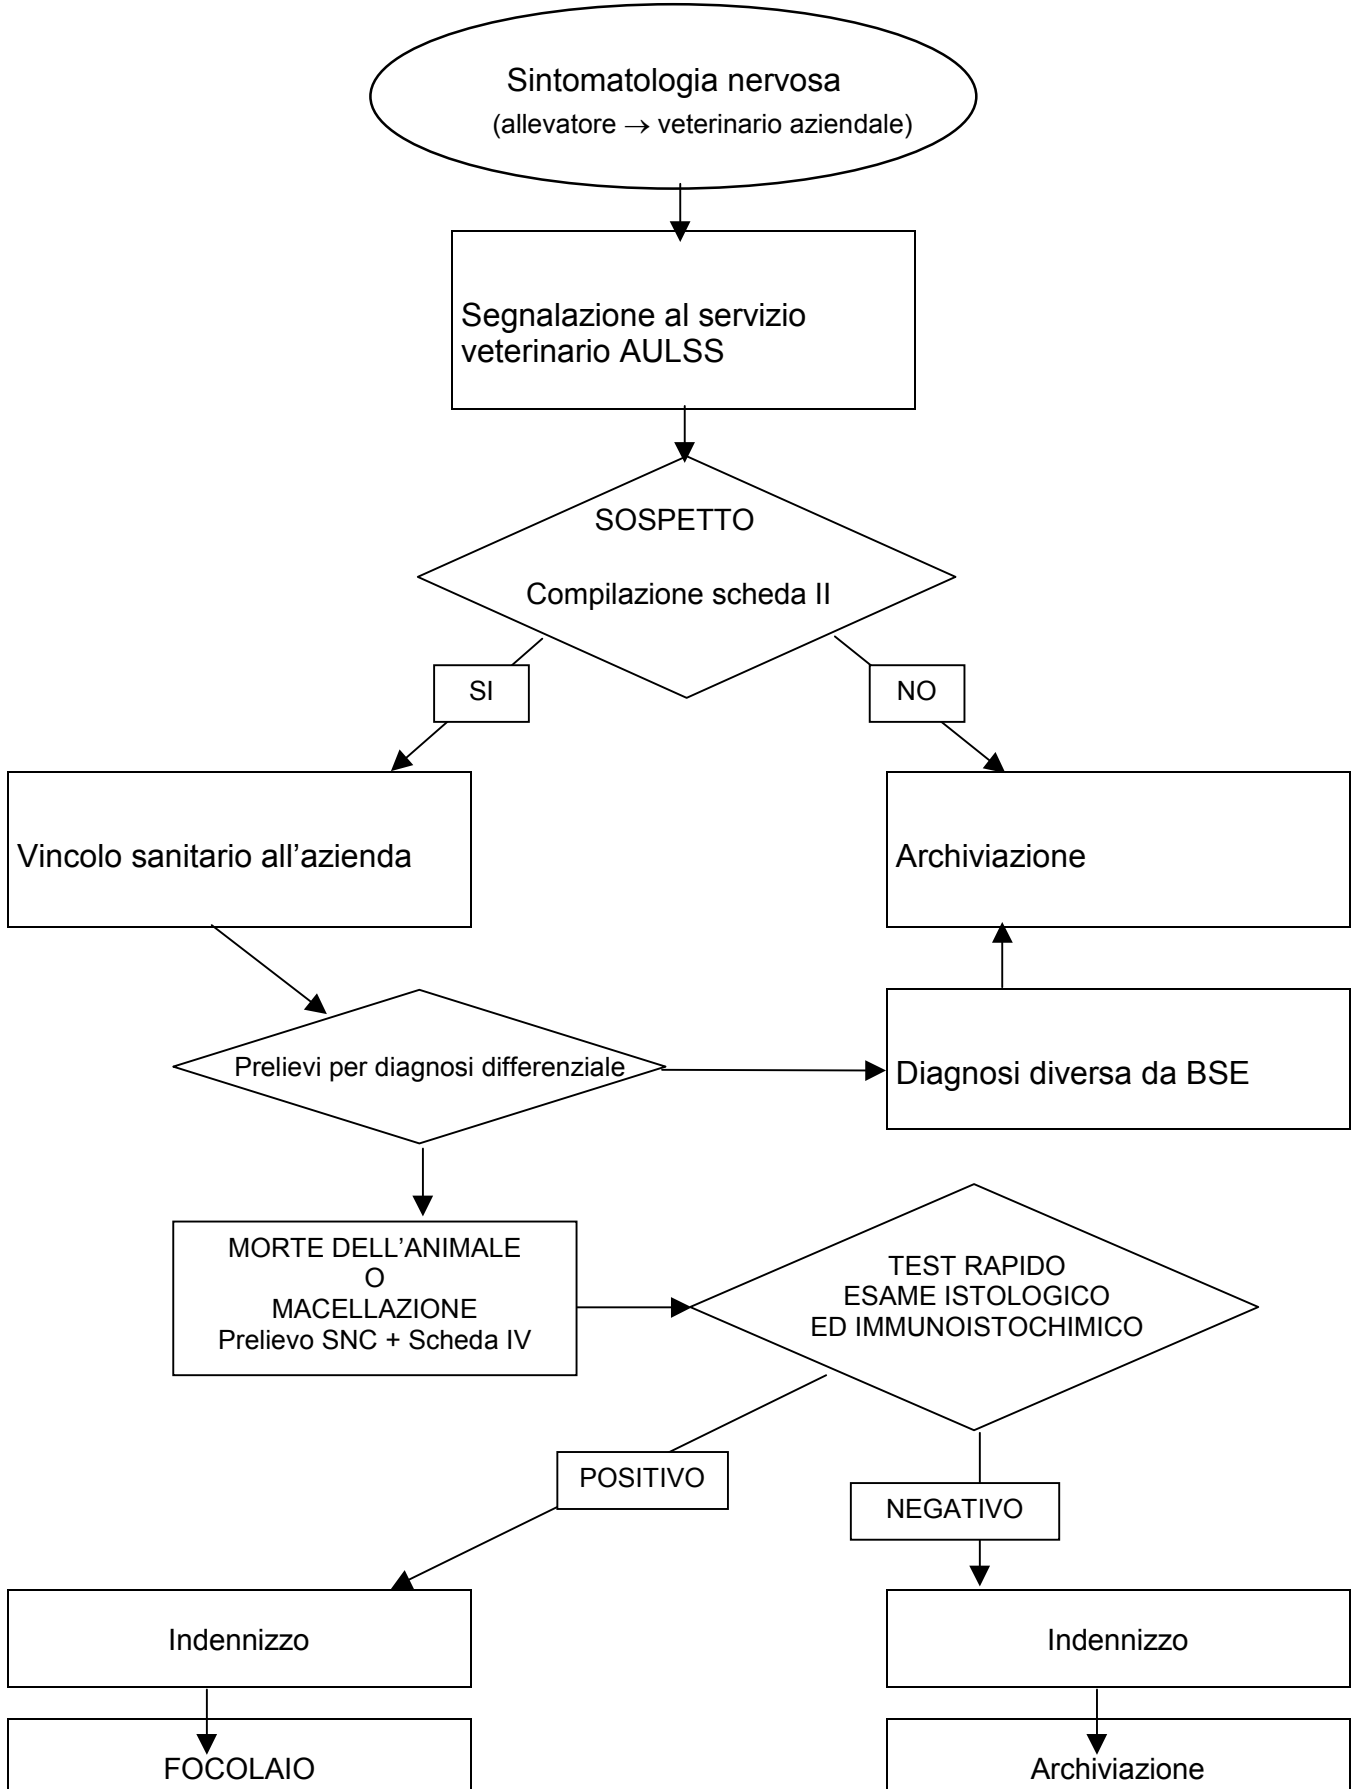 Sintomatologia nervosa
(allevatore → veterinario aziendale)
Segnalazione al servizio
veterinario AULSS
SOSPETTO
Compilazione scheda II
SI
NO
Vincolo sanitario all’azienda
Archiviazione
Prelievi per diagnosi differenziale
Diagnosi diversa da BSE
MORTE DELL’ANIMALE
O
MACELLAZIONE
Prelievo SNC + Scheda IV
TEST RAPIDO
ESAME ISTOLOGICO
ED IMMUNOISTOCHIMICO
POSITIVO
NEGATIVO
Indennizzo
Indennizzo
FOCOLAIO
Archiviazione